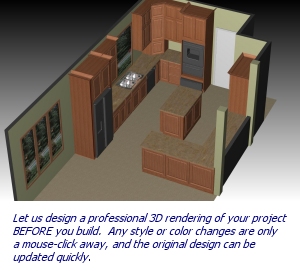 Let us design a professional 3D rendering of your project
BEFORE you build.  Any style or color changes are only
a mouse-click away, and the original design can be
updated quickly.